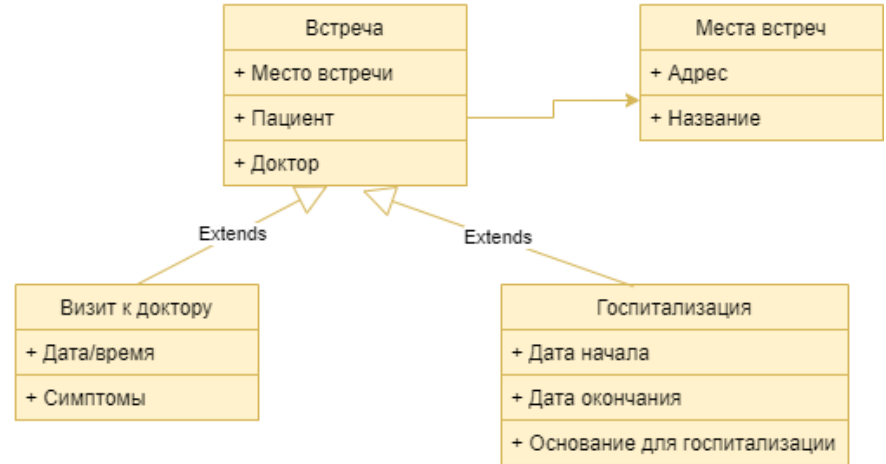 Встреча
+ Место встречи
+ Пациент
+ Доктор
Места встреч
+ Адрес
+ Название
Extends
Extends
Визит к доктору
+ Дата/время
+ Симптомы
Госпитализация
+ Дата начала
+ Дата окончания
+ Основание для госпитализации